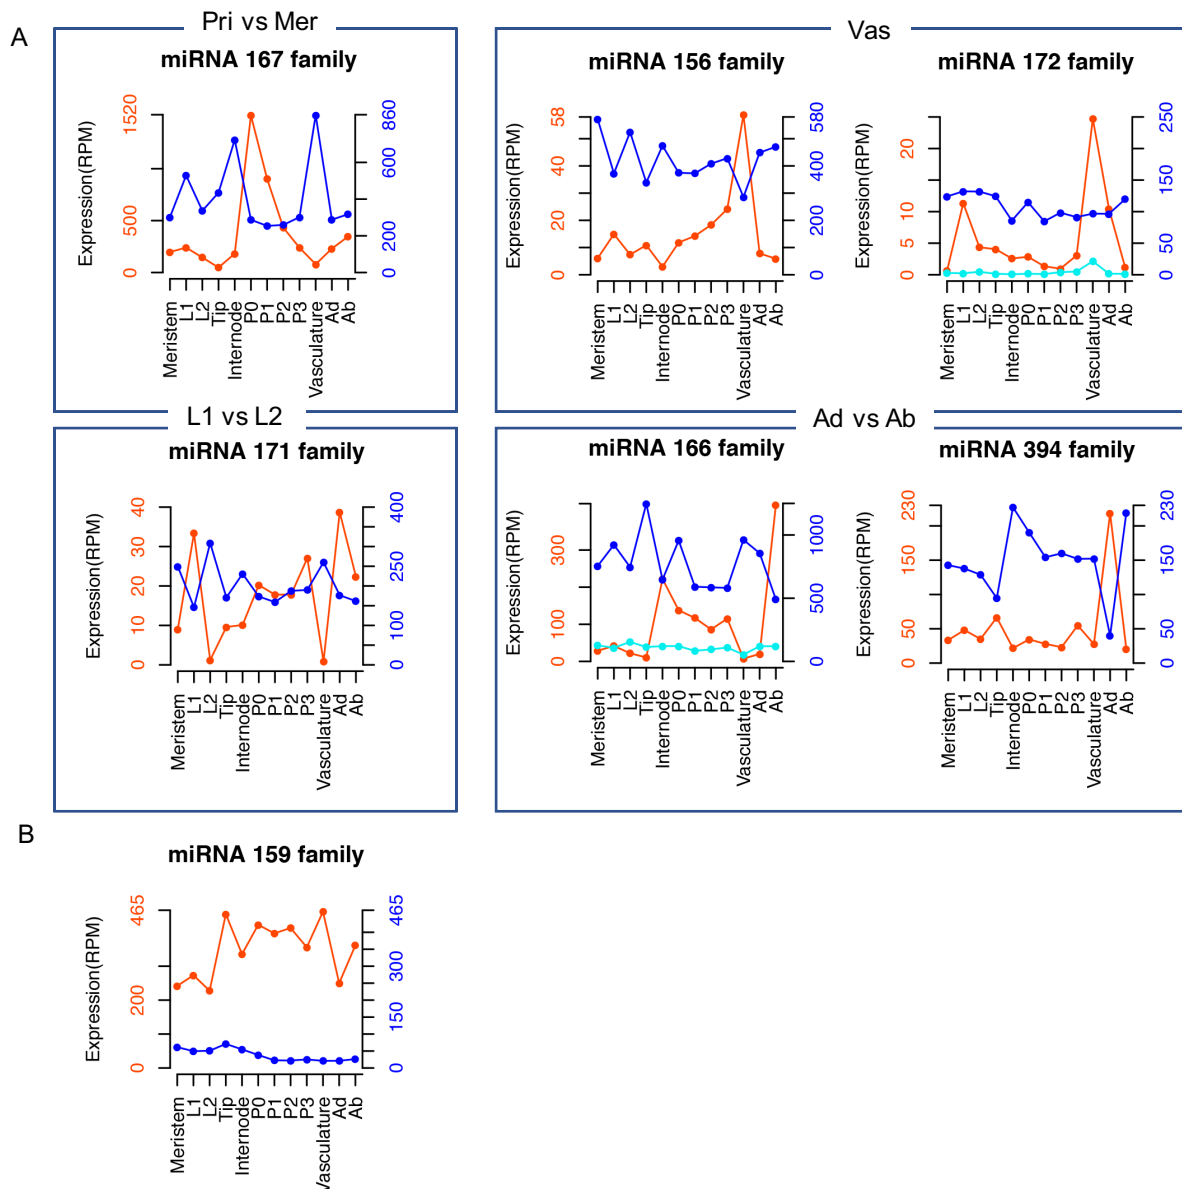 A
Pri vs Mer
miRNA 167 family
Expression(RPM)
0
500
1520
0
200
600
860
Meristem
L1
L2
Tip
Internode
P0
P1
P2
P3
Vasculature
Ad
Ab
Vas
miRNA 156 family
Expression(RPM)
0
20
40
58
0
200
400
580
Meristem
L1
L2
Tip
Internode
P0
P1
P2
P3
Vasculature
Ad
Ab
miRNA 172 family
Expression(RPM)
0
5
10
20
0
50
150
250
Meristem
L1
L2
Tip
Internode
P0
P1
P2
P3
Vasculature
Ad
Ab
L1 vs L2
miRNA 171 family
Expression(RPM)
0
10
20
30
40
0
100
250
400
Meristem
L1
L2
Tip
Internode
P0
P1
P2
P3
Vasculature
Ad
Ab
Ad vs Ab
miRNA 166 family
Expression(RPM)
0
100
300
0
500
1000
Meristem
L1
L2
Tip
Internode
P0
P1
P2
P3
Vasculature
Ad
Ab
miRNA 394 family
Expression(RPM)
0
50
150
230
0
50
150
230
Meristem
L1
L2
Tip
Internode
P0
P1
P2
P3
Vasculature
Ad
Ab
B
miRNA 159 family
Expression(RPM)
0
200
465
0
150
300
465
Meristem
L1
L2
Tip
Internode
P0
P1
P2
P3
Vasculature
Ad
Ab